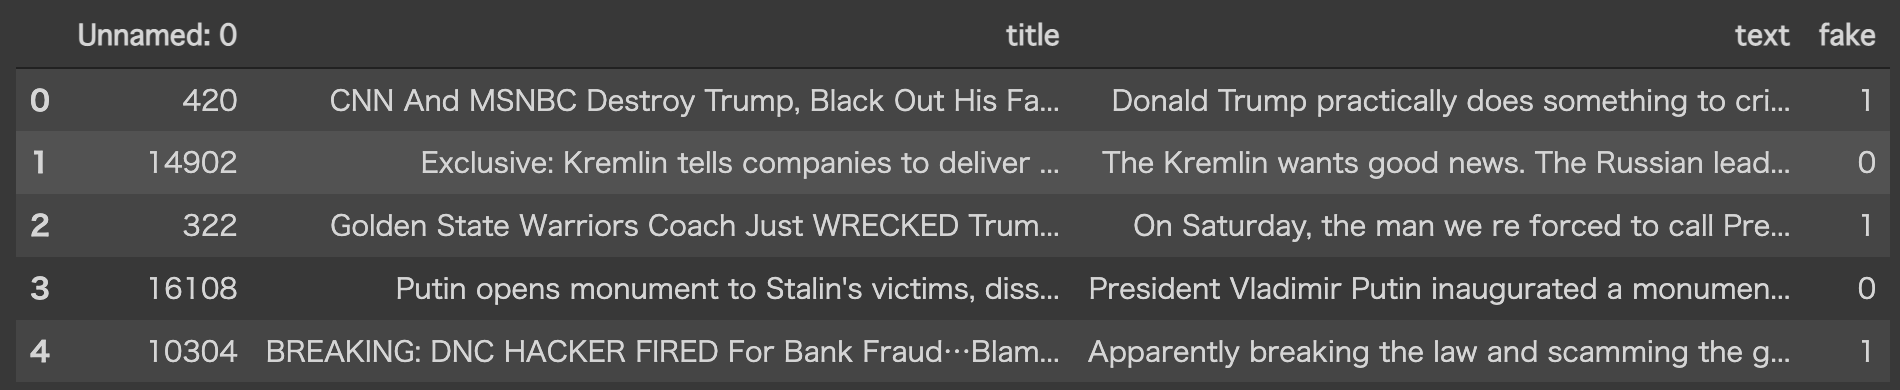 Unnamed: 0 title text fake
0 420 CNN And MSNBC Destroy Trump, Black Out His Fa... Donald Trump practically does something to cri... 1
1 14902 Exclusive: Kremlin tells companies to deliver ... The Kremlin wants good news. The Russian lead... 0
2 322 Golden State Warriors Coach Just WRECKED Trum... On Saturday, the man we re forced to call Pre... 1
3 16108 Putin opens monument to Stalin's victims, diss... President Vladimir Putin inaugurated a monumen... 0
4 10304 BREAKING: DNC HACKER FIRED For Bank Fraud…Blam... Apparently breaking the law and scamming the g... 1